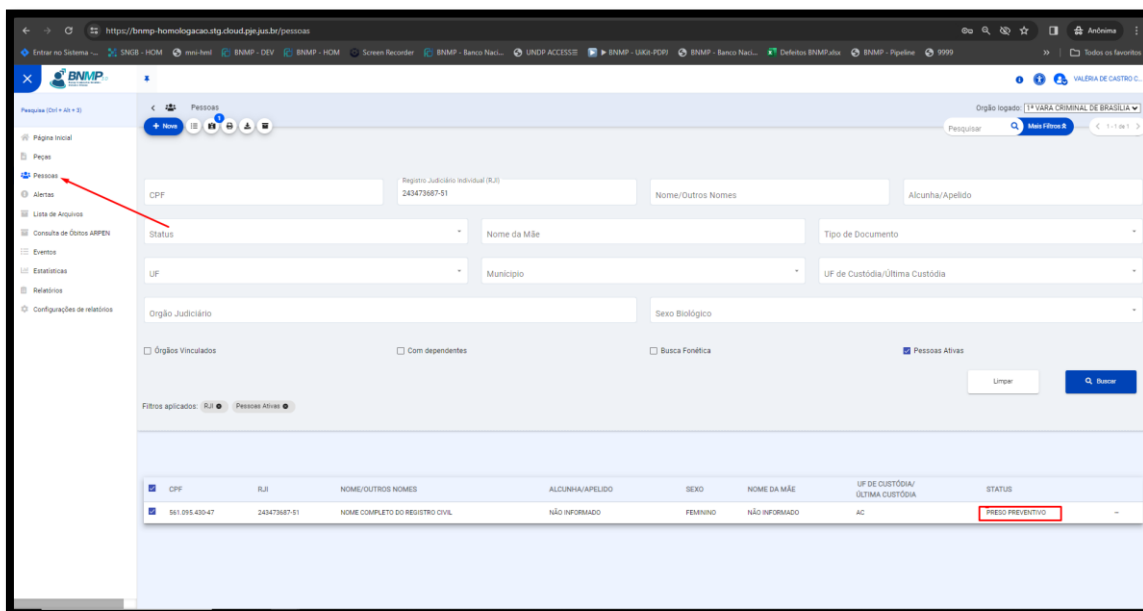 https://bnmp-homologacao.stg.cloud.pje.jus.br/pessoas
Anônima
Entrar no Sistema -... SNGB - HOM mni-hml BNMP - DEV BNMP - HOM Screen Recorder BNMP - Banco Naci... UNDP ACCESSE BNMP - UiKit-PDPJ BNMP - Banco Naci... Defeitos BNMP.xlsx BNMP - Pipeline 9999 » Todos os favoritos
BNMP
VALÉRIA DE CASTRO C...
Pesquisa (Ctrl + Alt + 3)
Pessoas
Orgão logado: 1ª VARA CRIMINAL DE BRASÍLIA
+ Nova
1
Pesquisar
Mais Filtros
1 - 1 de 1
Página Inicial
Peças
Pessoas
Alertas
Lista de Arquivos
Consulta de Óbitos ARPEN
Eventos
Estatísticas
Relatórios
Configurações de relatórios
CPF
Registro Judiciário Individual (RJI)
243473687-51
Nome/Outros Nomes
Alcunha/Apelido
Status
Nome da Mãe
Tipo de Documento
UF
Município
UF de Custódia/Última Custódia
Orgão Judiciário
Sexo Biológico
Órgãos Vinculados
Com dependentes
Busca Fonética
Pessoas Ativas
Limpar
Buscar
Filtros aplicados: RJI Pessoas Ativas
CPF RJI NOME/OUTROS NOMES ALCUNHA/APELIDO SEXO NOME DA MÃE UF DE CUSTÓDIA/ STATUS
ÚLTIMA CUSTÓDIA
561.095.430-47 243473687-51 NOME COMPLETO DO REGISTRO CIVIL NÃO INFORMADO FEMININO NÃO INFORMADO AC PRESO PREVENTIVO